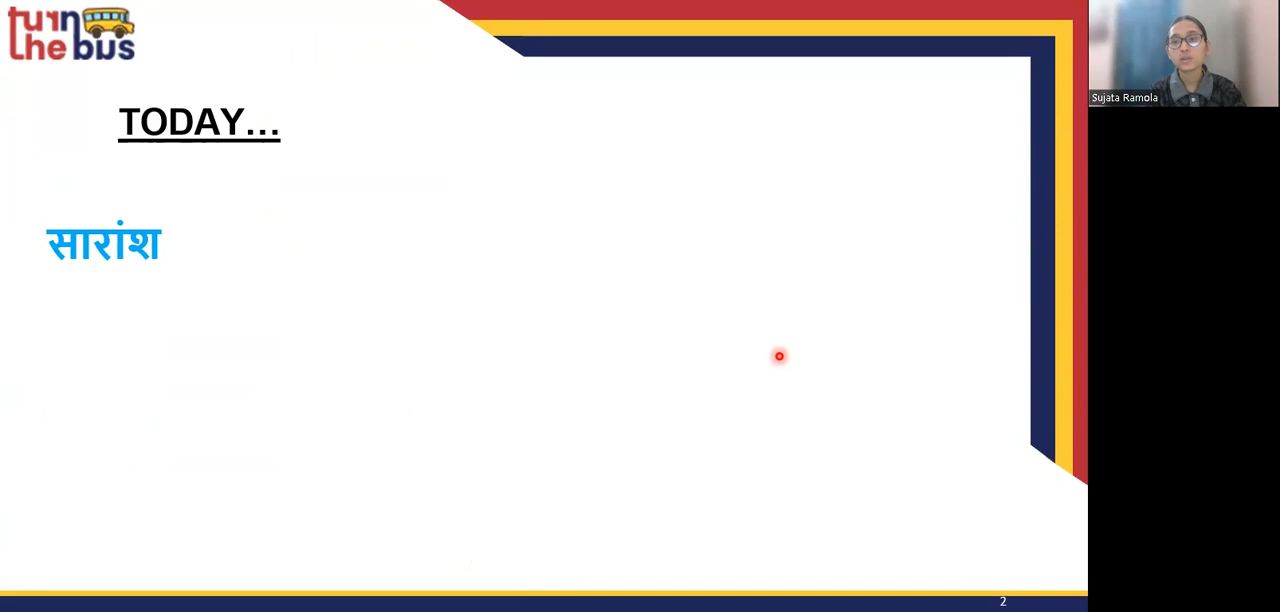 turn
the bus
TODAY...
सारांश
Sujata Ramola
2